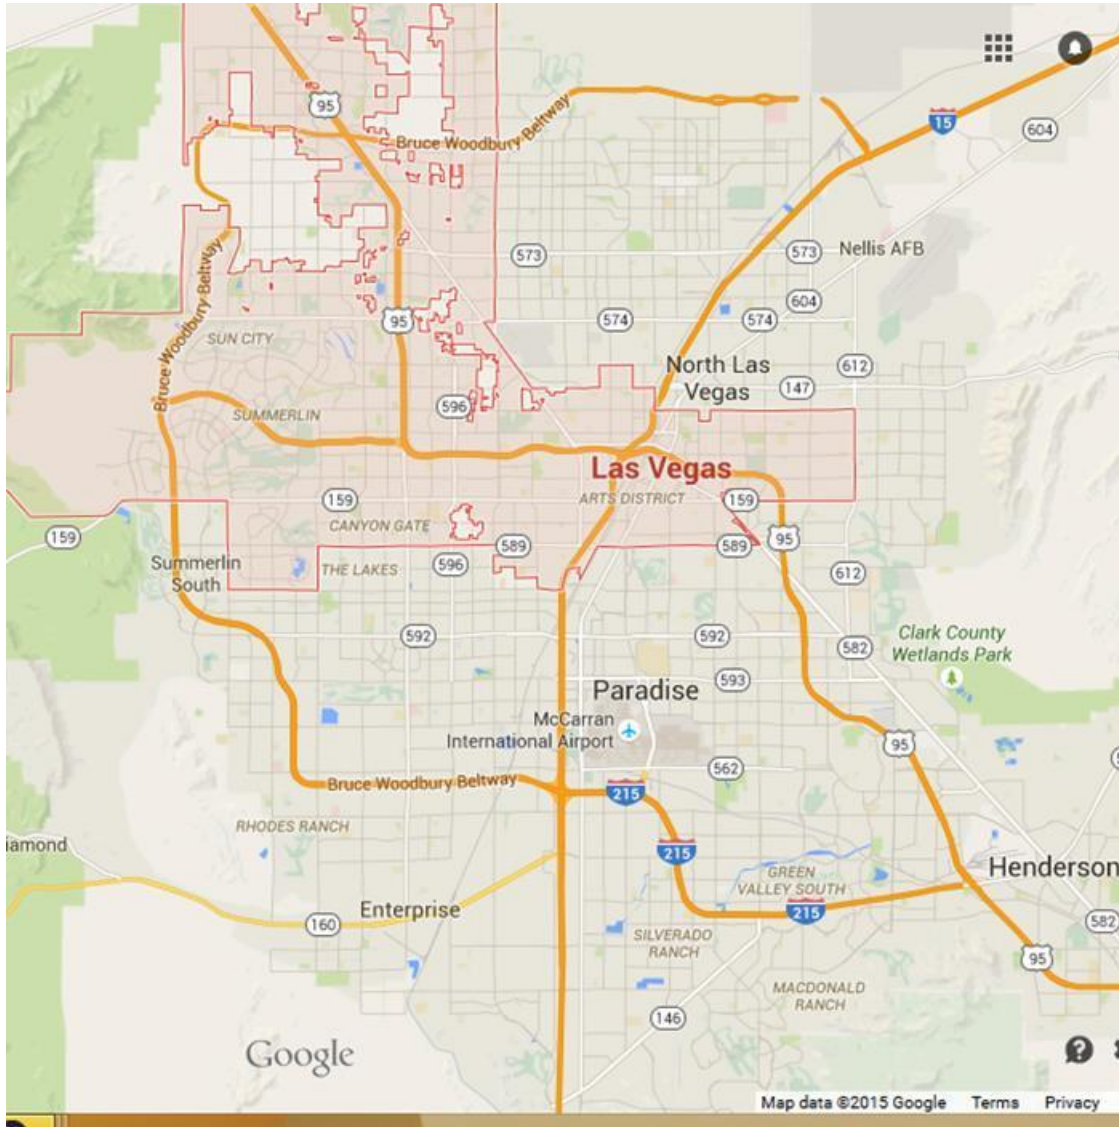 95
Bruce Woodbury Beltway
15
604
573
573
Nellis AFB
Bruce Woodbury Beltway
604
95
574
574
SUN CITY
North Las
Vegas
612
147
596
SUMMERLIN
Las Vegas
159
ARTS DISTRICT
159
CANYON GATE
159
95
589
589
Summerlin
South
THE LAKES
596
612
592
592
582
Clark County
Wetlands Park
593
Paradise
McCarran
International Airport
95
562
Bruce Woodbury Beltway
215
RHODES RANCH
iamond
215
Henderson
GREEN
VALLEY SOUTH
Enterprise
215
160
582
SILVERADO
RANCH
95
MACDONALD
RANCH
146
Google
Map data ©2015 Google Terms Privacy